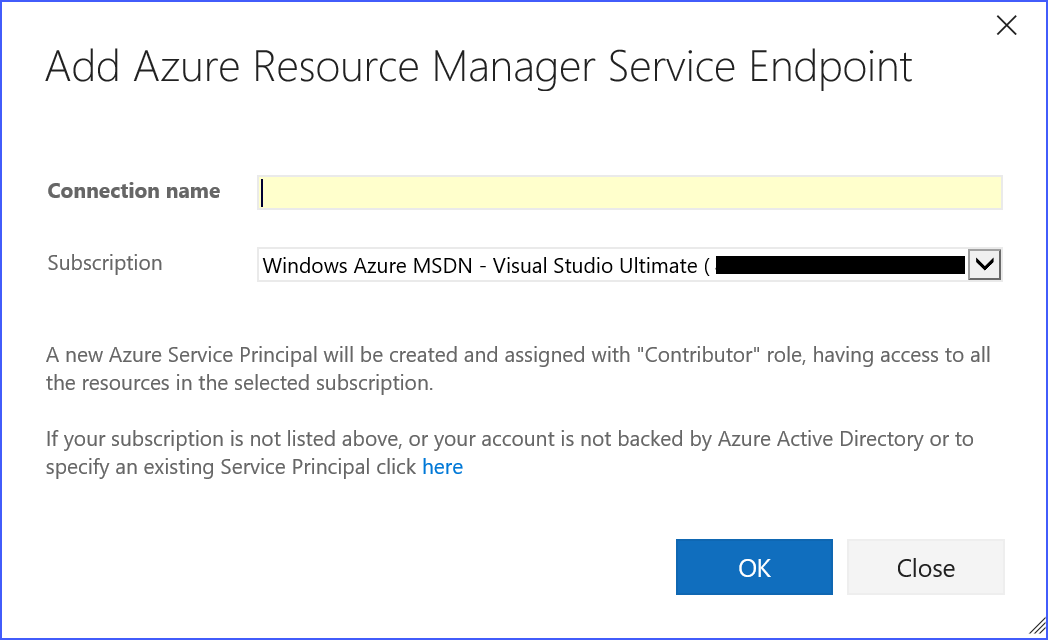 Add Azure Resource Manager Service Endpoint
Connection name
Subscription
Windows Azure MSDN - Visual Studio Ultimate (
A new Azure Service Principal will be created and assigned with "Contributor" role, having access to all
the resources in the selected subscription.
If your subscription is not listed above, or your account is not backed by Azure Active Directory or to
specify an existing Service Principal click here
OK
Close